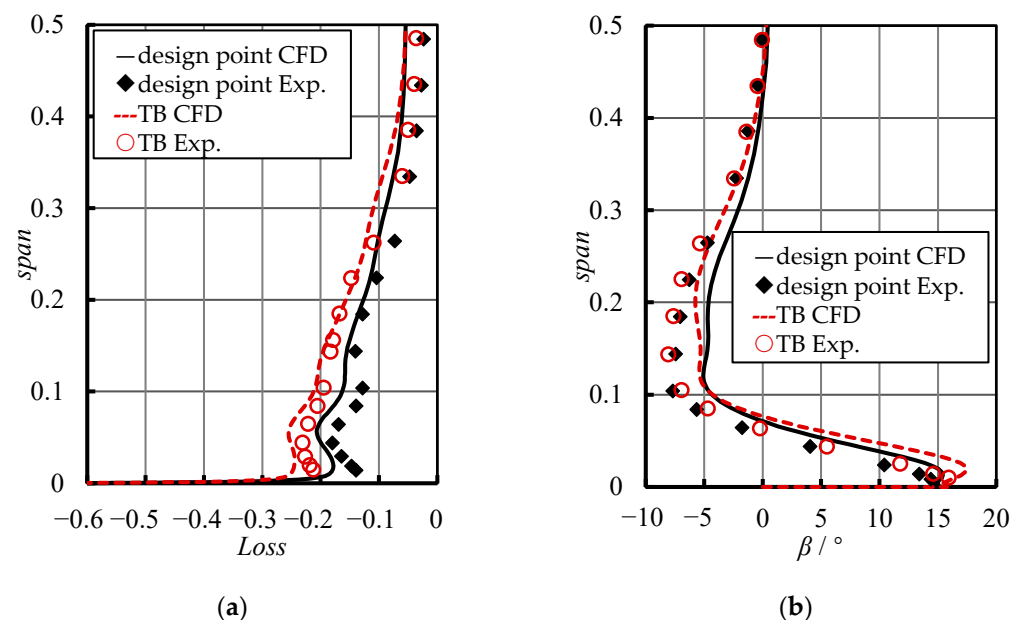 0.5
design point CFD
design point Exp.
TB CFD
TB Exp.
0.4
0.3
0.2
0.1
0
span
−0.6 −0.5 −0.4 −0.3 −0.2 −0.1 0
Loss
(a)
0.5
0.4
0.3
0.2
0.1
0
span
design point CFD
design point Exp.
TB CFD
TB Exp.
−10 −5 0 5 10 15 20
β / °
(b)